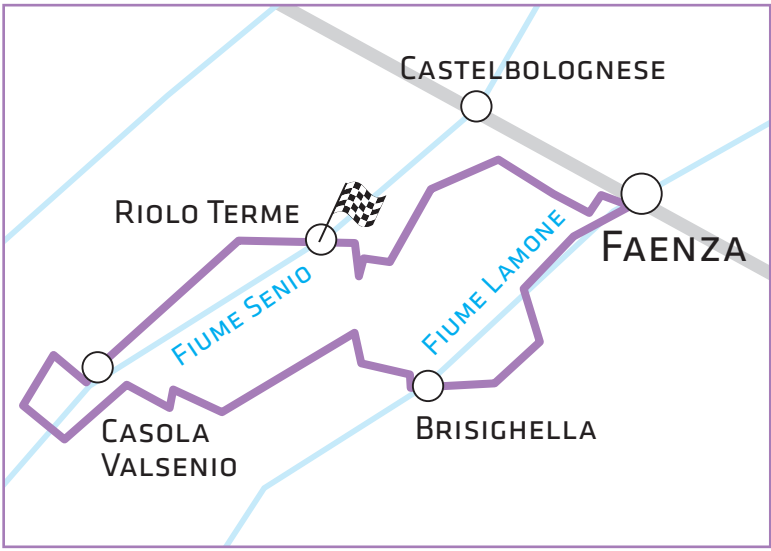 Castelbolognese
Riolo Terme
Faenza
Fiume Lamone
Fiume Senio
Brisighella
Casola
Valsenio